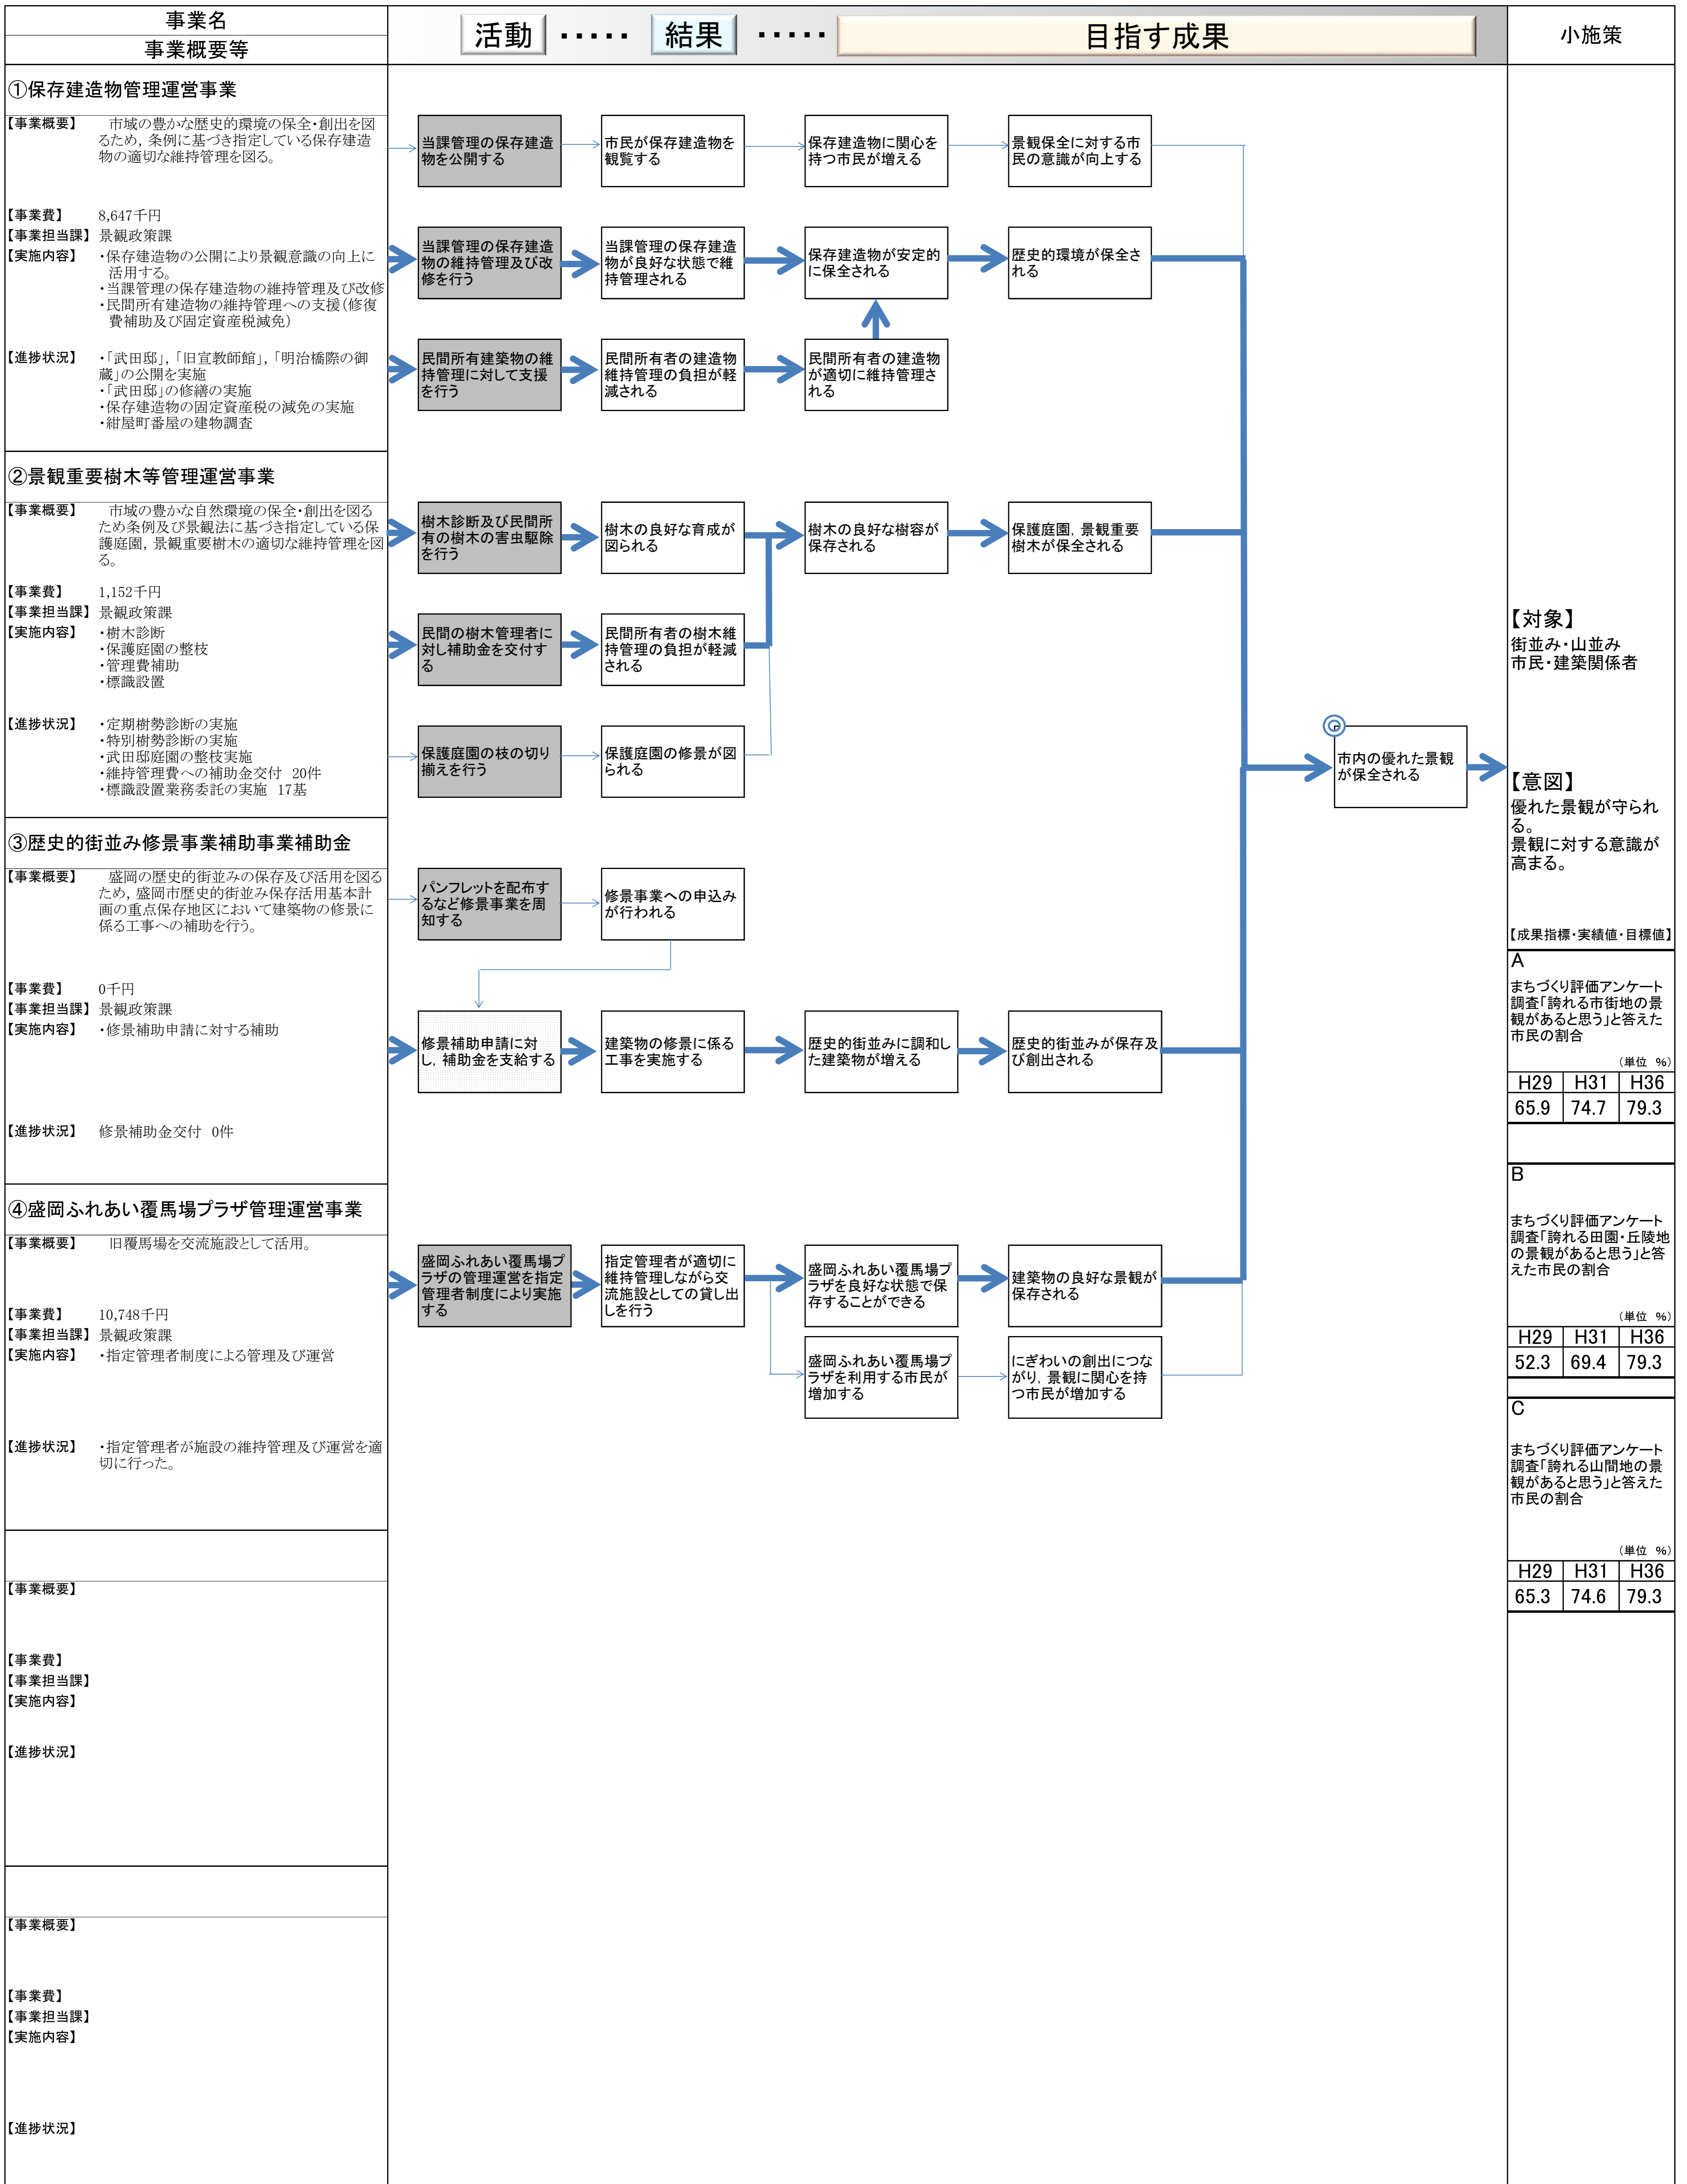 事業名
事業概要等
活動 ・・・・・ 結果 ・・・・・ 目指す成果
小施策
①保存建造物管理運営事業
【事業概要】 市域の豊かな歴史的環境の保全・創出を図
るため，条例に基づき指定している保存建造
物の適切な維持管理を図る。
【事業費】 8,647千円
【事業担当課】 景観政策課
【実施内容】 ・保存建造物の公開により景観意識の向上に
活用する。
・当課管理の保存建造物の維持管理及び改修
・民間所有建造物の維持管理への支援（修復
費補助及び固定資産税減免）
【進捗状況】 ・「武田邸」，「旧宣教師館」，「明治橋際の御
蔵」の公開を実施
・「武田邸」の修繕の実施
・保存建造物の固定資産税の減免の実施
・紺屋町番屋の建物調査
当課管理の保存建造
物を公開する
市民が保存建造物を
観覧する
保存建造物に関心を
持つ市民が増える
景観保全に対する市
民の意識が向上する
当課管理の保存建造
物の維持管理及び改
修を行う
当課管理の保存建造
物が良好な状態で維
持管理される
保存建造物が安定的
に保全される
歴史的環境が保全さ
れる
民間所有建築物の維
持管理に対して支援
を行う
民間所有者の建造物
維持管理の負担が軽
減される
民間所有者の建造物
が適切に維持管理さ
れる
②景観重要樹木等管理運営事業
【事業概要】 市域の豊かな自然環境の保全・創出を図る
ため条例及び景観法に基づき指定している保
護庭園，景観重要樹木の適切な維持管理を図
る。
【事業費】 1,152千円
【事業担当課】 景観政策課
【実施内容】 ・樹木診断
・保護庭園の整枝
・管理費補助
・標識設置
【進捗状況】 ・定期樹勢診断の実施
・特別樹勢診断の実施
・武田邸庭園の整枝実施
・維持管理費への補助金交付 20件
・標識設置業務委託の実施 17基
樹木診断及び民間所
有の樹木の害虫駆除
を行う
樹木の良好な育成が
図られる
樹木の良好な樹容が
保存される
保護庭園，景観重要
樹木が保全される
民間の樹木管理者に
対し補助金を交付す
る
民間所有者の樹木維
持管理の負担が軽減
される
保護庭園の枝の切り
揃えを行う
保護庭園の修景が図
られる
③歴史的街並み修景事業補助事業補助金
【事業概要】 盛岡の歴史的街並みの保存及び活用を図る
ため，盛岡市歴史的街並み保存活用基本計
画の重点保存地区において建築物の修景に
係る工事への補助を行う。
【事業費】 0千円
【事業担当課】 景観政策課
【実施内容】 ・修景補助申請に対する補助
【進捗状況】 修景補助金交付 0件
パンフレットを配布す
るなど修景事業を周
知する
修景事業への申込み
が行われる
修景補助申請に対
し，補助金を支給する
建築物の修景に係る
工事を実施する
歴史的街並みに調和し
た建築物が増える
歴史的街並みが保存及
び創出される
④盛岡ふれあい覆馬場プラザ管理運営事業
【事業概要】 旧覆馬場を交流施設として活用。
【事業費】 10,748千円
【事業担当課】 景観政策課
【実施内容】 ・指定管理者制度による管理及び運営
【進捗状況】 ・指定管理者が施設の維持管理及び運営を適
切に行った。
盛岡ふれあい覆馬場プ
ラザの管理運営を指定
管理者制度により実施
する
指定管理者が適切に
維持管理しながら交
流施設としての貸し出
しを行う
盛岡ふれあい覆馬場プ
ラザを良好な状態で保
存することができる
建築物の良好な景観が
保存される
盛岡ふれあい覆馬場プ
ラザを利用する市民が
増加する
にぎわいの創出につな
がり，景観に関心を持
つ市民が増加する
【事業概要】
【事業費】
【事業担当課】
【実施内容】
【進捗状況】
【事業概要】
【事業費】
【事業担当課】
【実施内容】
【進捗状況】
市内の優れた景観
が保全される
【対象】
街並み・山並み
市民・建築関係者
【意図】
優れた景観が守られ
る。
景観に対する意識が
高まる。
【成果指標・実績値・目標値】
A
まちづくり評価アンケート
調査「誇れる市街地の景
観があると思う」と答えた
市民の割合
（単位 ％）
H29 H31 H36
65.9 74.7 79.3
B
まちづくり評価アンケート
調査「誇れる田園・丘陵地
の景観があると思う」と答
えた市民の割合
（単位 ％）
H29 H31 H36
52.3 69.4 79.3
C
まちづくり評価アンケート
調査「誇れる山間地の景
観があると思う」と答えた
市民の割合
（単位 ％）
H29 H31 H36
65.3 74.6 79.3